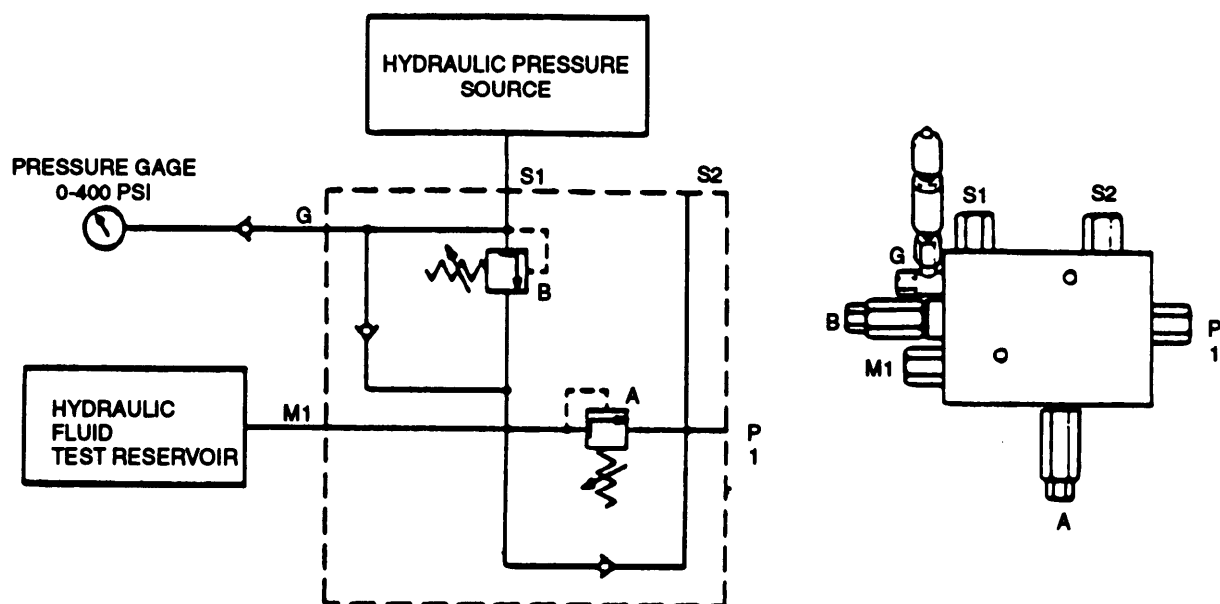 HYDRAULIC PRESSURE
SOURCE
PRESSURE GAGE
0-400 PSI
S1
S2
G
B
HYDRAULIC
FLUID
TEST RESERVOIR
M1
A
P
1
S1
S2
G
B
M1
P
1
A